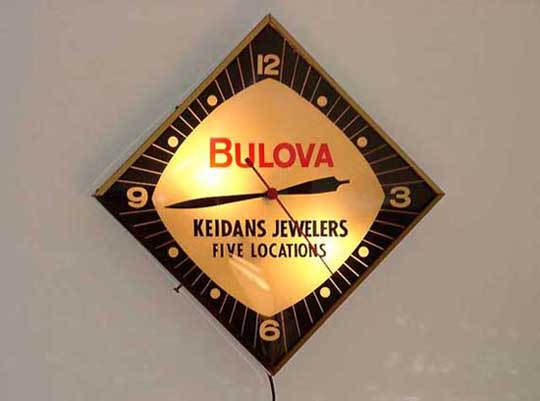 12
BULOVA
9 3
KEIDANS JEWELERS
FIVE LOCATIONS
6